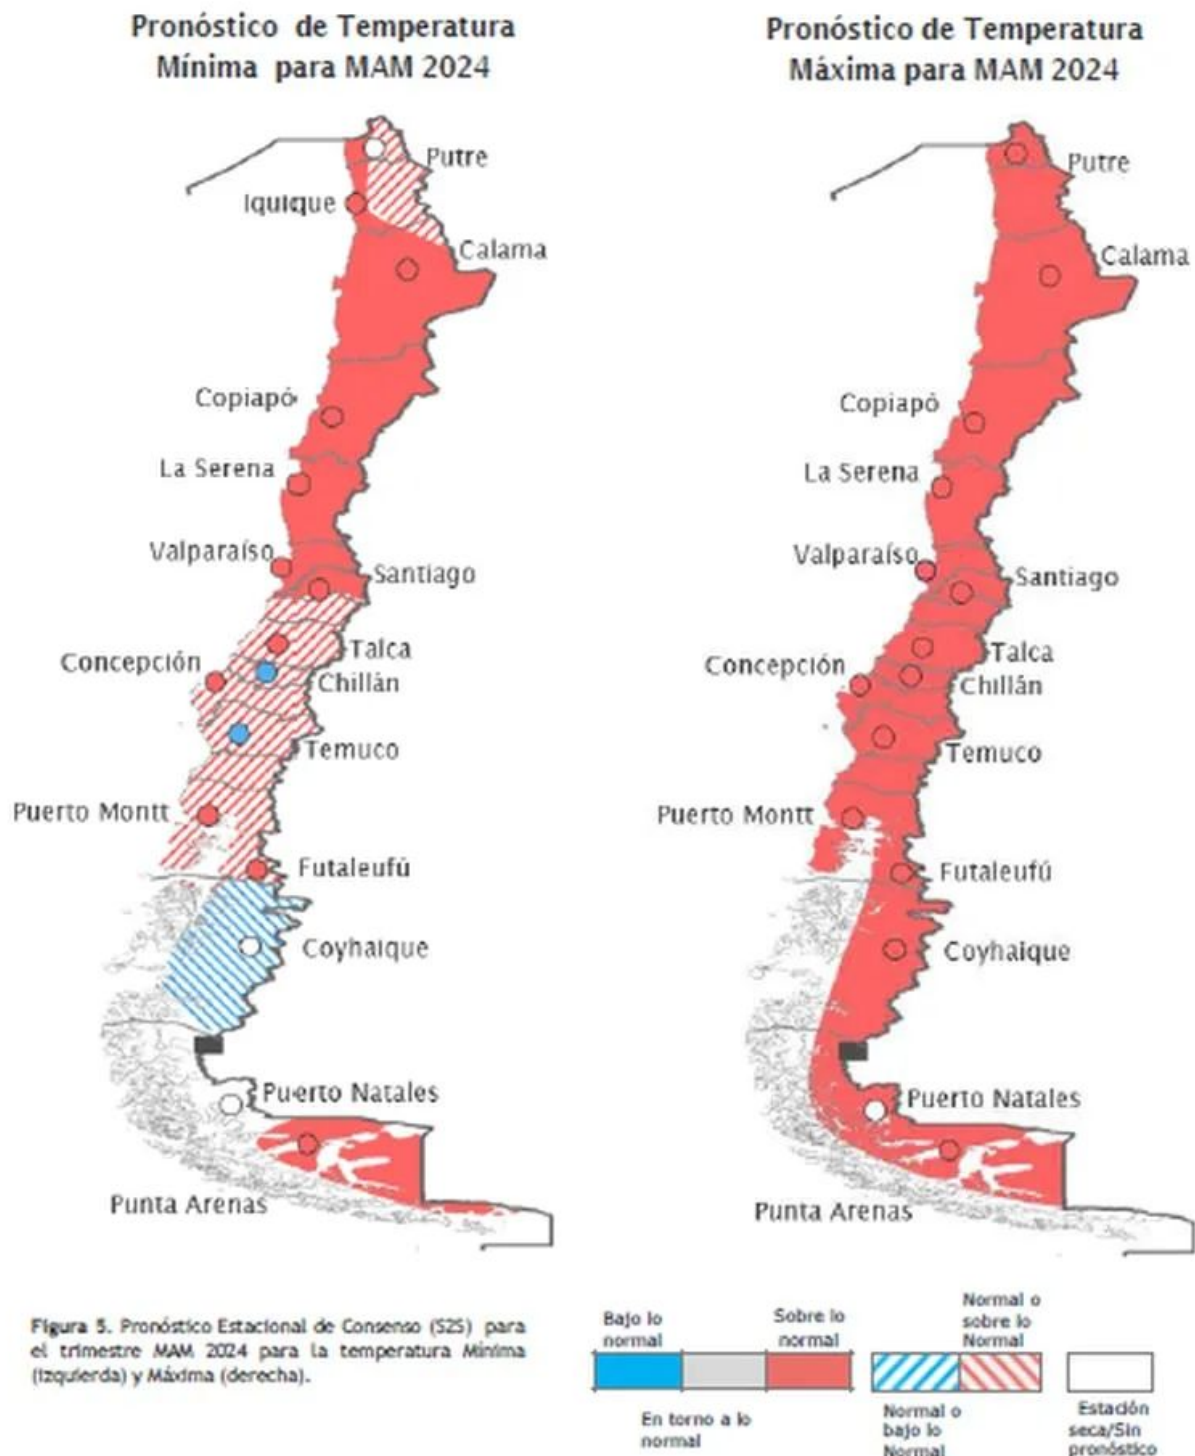 Pronóstico de Temperatura
Mínima para MAM 2024
Pronóstico de Temperatura
Máxima para MAM 2024
Putre
Iquique
Calama
Copiapó
La Serena
Valparaíso
Santiago
Talca
Concepción
Chillán
Temuco
Puerto Montt
Futaleufú
Coyhaique
Puerto Natales
Punta Arenas
Putre
Calama
Copiapó
La Serena
Valparaíso
Santiago
Talca
Concepción
Chillán
Temuco
Puerto Montt
Futaleufú
Coyhaique
Puerto Natales
Punta Arenas
Figura 5. Pronóstico Estacional de Consenso (S2S) para
el trimestre MAM 2024 para la temperatura Mínima
(Izquierda) y Máxima (derecha).
Bajo lo
normal
Sobre lo
normal
Normal o
sobre lo
Normal
En torno a lo
normal
Normal o
bajo lo
Normal
Estación
seca/Sin
pronóstico